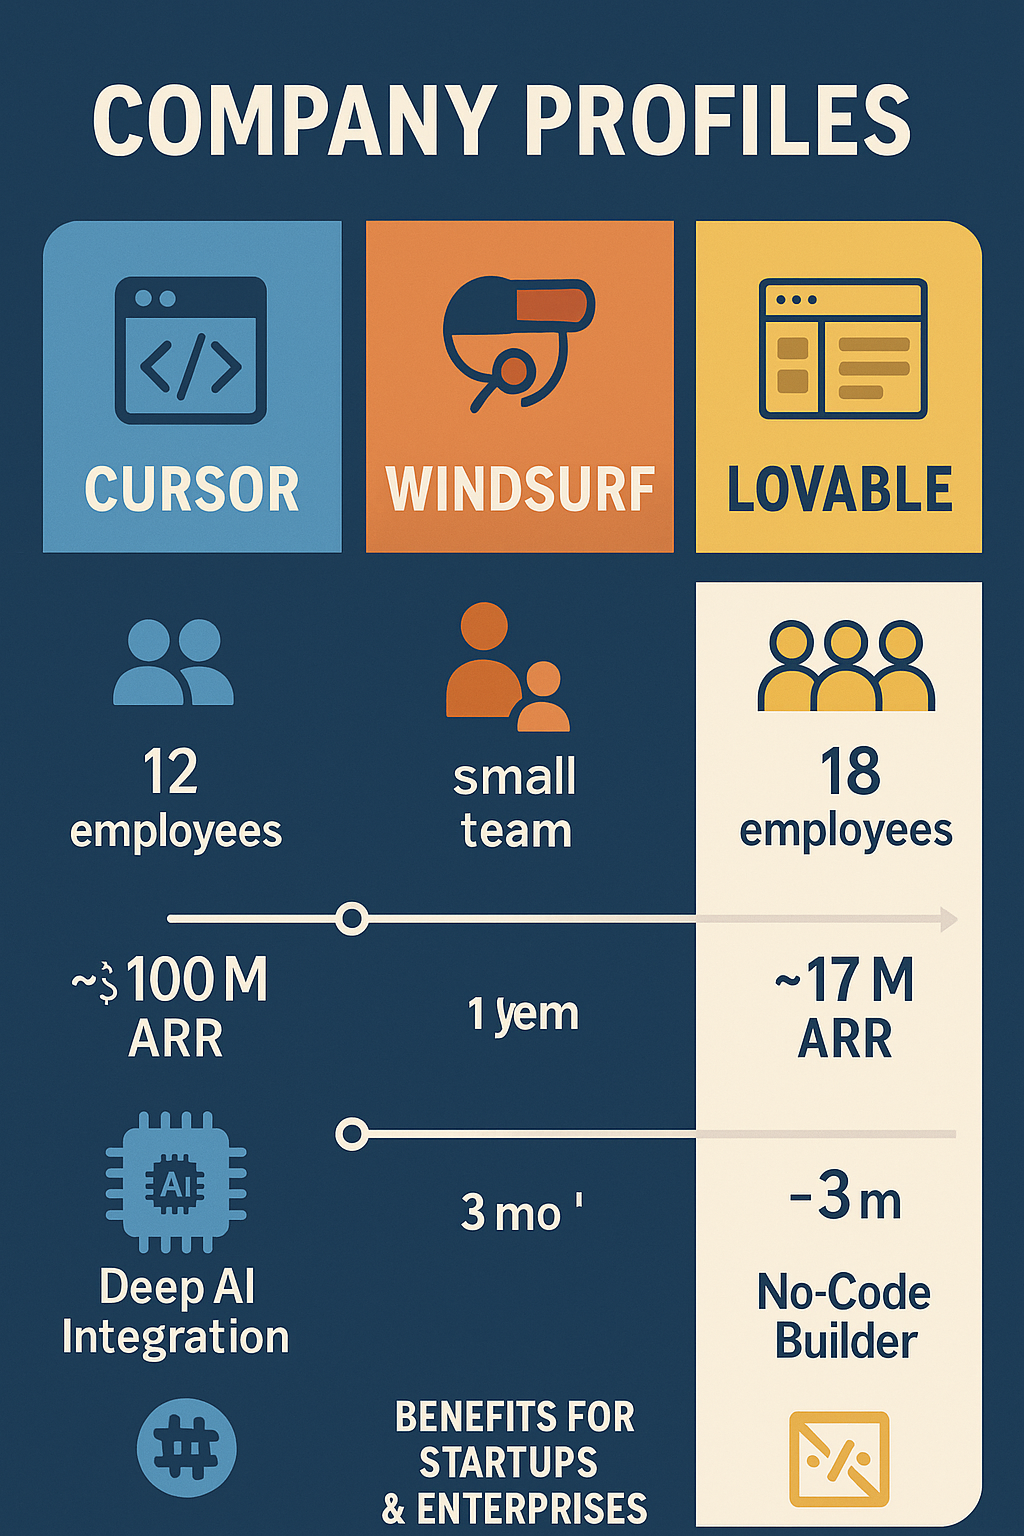 COMPANY PROFILES
CURSOR
WINDSURF
LOVABLE
12
employees
small
team
18
employees
~$100 M
ARR
1 yem
~17 M
ARR
AI
3 mo '
-3 m
Deep AI
Integration
No-Code
Builder
BENEFITS FOR
STARTUPS
& ENTERPRISES